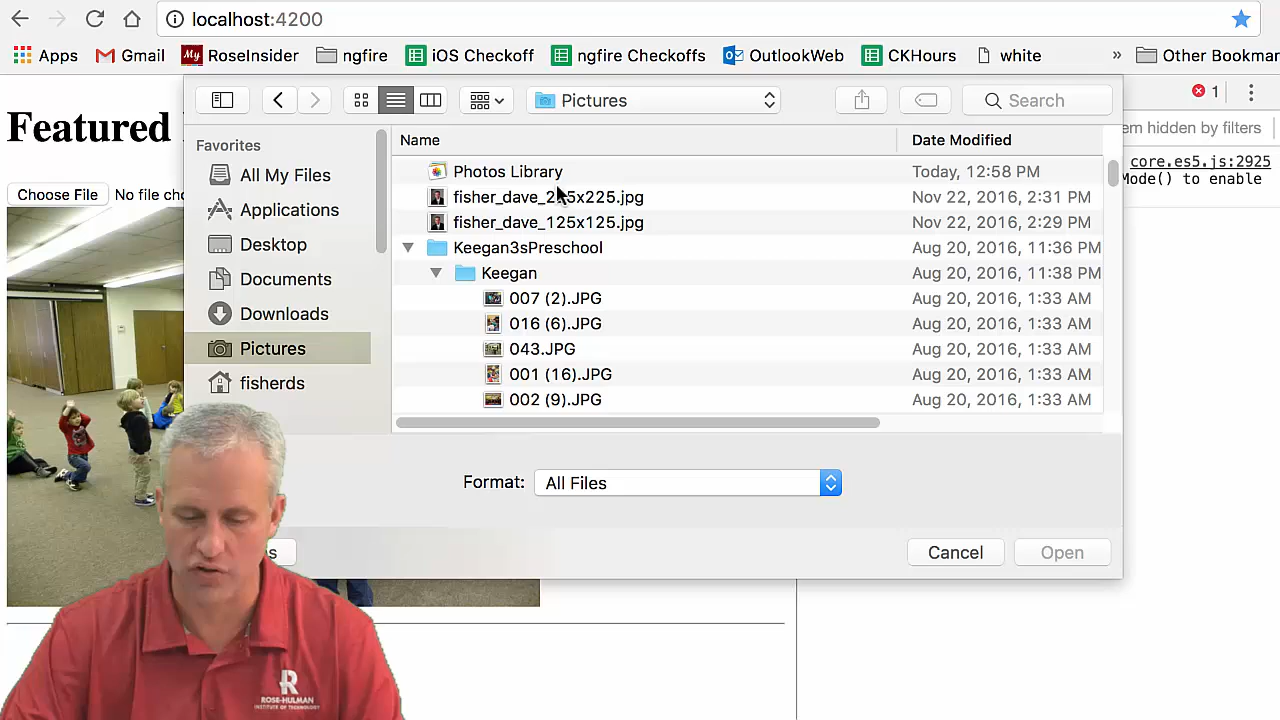 localhost:4200
Apps Gmail My RoseInsider ngfire iOS Checkoff ngfire Checkoffs OutlookWeb CKHours white » Other Bookmar
Pictures Search
1
Featured
Favorites
Name Date Modified
em hidden by filters
All My Files
Photos Library Today, 12:58 PM
core.es5.js:2925
Choose File No file cho
fisher_dave_225x225.jpg Nov 22, 2016, 2:31 PM
Mode() to enable
Applications
fisher_dave_125x125.jpg Nov 22, 2016, 2:29 PM
Desktop
Keegan3sPreschool Aug 20, 2016, 11:36 PM
Documents
Keegan Aug 20, 2016, 11:38 PM
Downloads
007 (2).JPG Aug 20, 2016, 1:33 AM
016 (6).JPG Aug 20, 2016, 1:33 AM
Pictures
043.JPG Aug 20, 2016, 1:33 AM
fisherds
001 (16).JPG Aug 20, 2016, 1:33 AM
002 (9).JPG Aug 20, 2016, 1:33 AM
Format: All Files
s Cancel Open
R
ROSE-HULMAN
INSTITUTE OF TECHNOLOGY